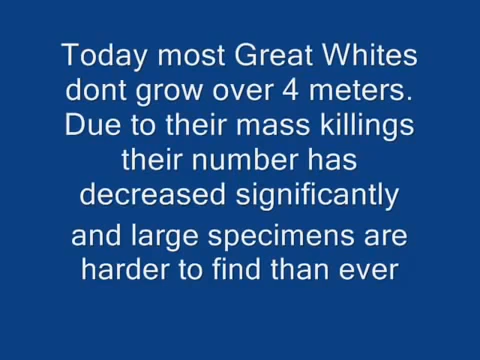 Today most Great Whites
dont grow over 4 meters.
Due to their mass killings
their number has
decreased significantly
and large specimens are
harder to find than ever